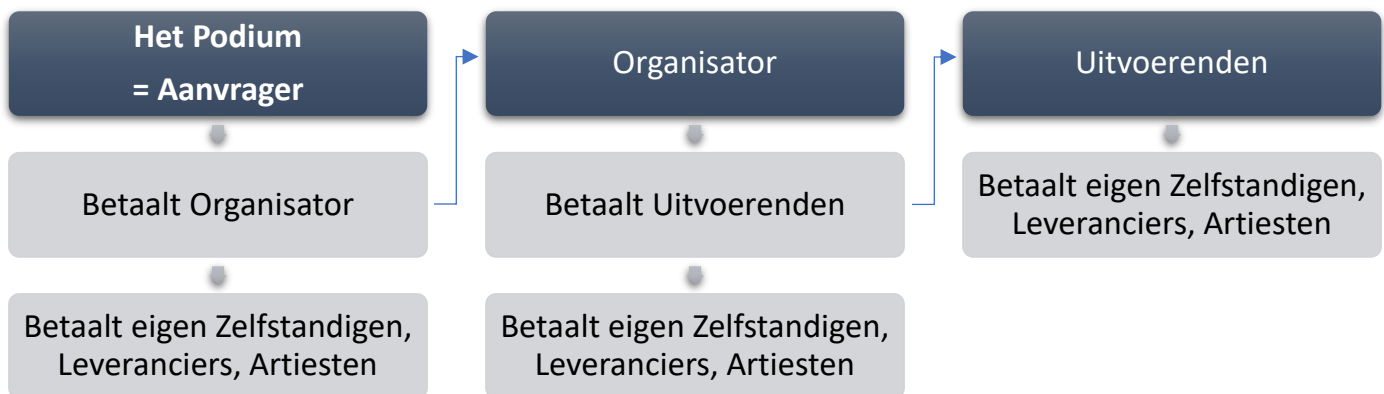 Het Podium
= Aanvrager
Betaalt Organisator
Betaalt eigen Zelfstandigen,
Leveranciers, Artiesten
Organisator
Betaalt Uitvoerenden
Betaalt eigen Zelfstandigen,
Leveranciers, Artiesten
Uitvoerenden
Betaalt eigen Zelfstandigen,
Leveranciers, Artiesten